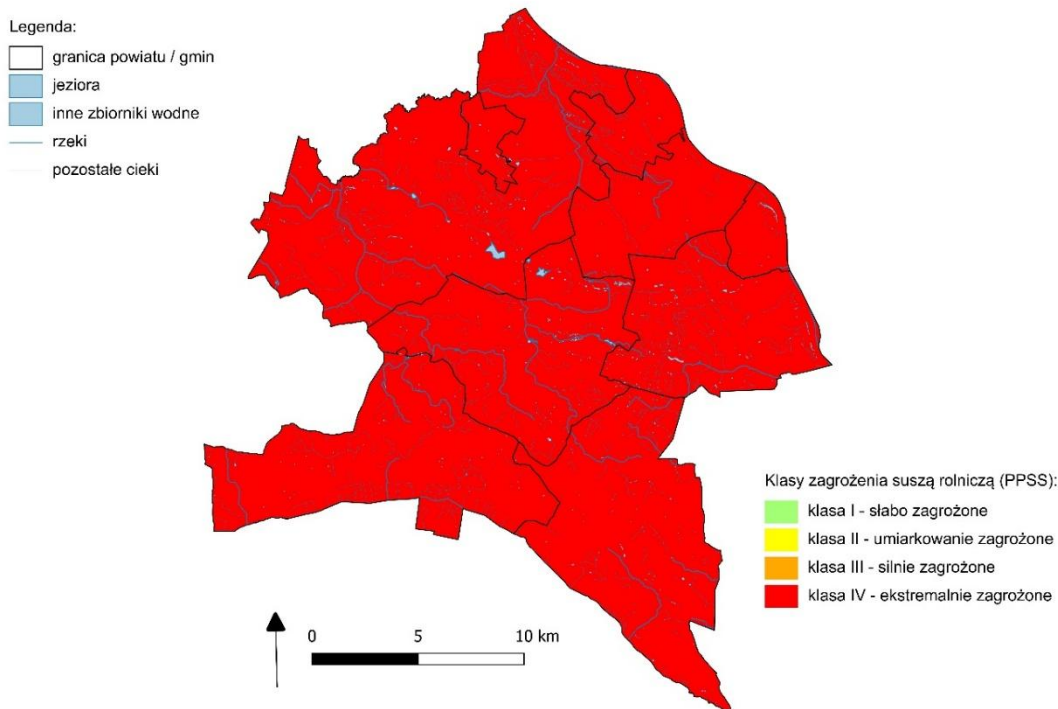 Legenda:
granica powiatu / gmin
jeziora
inne zbiorniki wodne
rzeki
pozostałe cieki
Klasy zagrożenia suszą rolniczą (PPSS):
klasa I - słabo zagrożone
klasa II - umiarkowanie zagrożone
klasa III - silnie zagrożone
klasa IV - ekstremalnie zagrożone
0 5 10 km